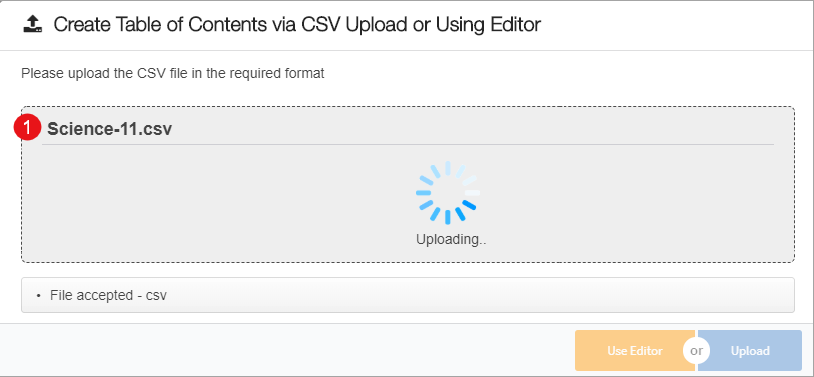 Create Table of Contents via CSV Upload or Using Editor
Please upload the CSV file in the required format
1 Science-11.csv
Uploading..
• File accepted - csv
Use Editor or Upload